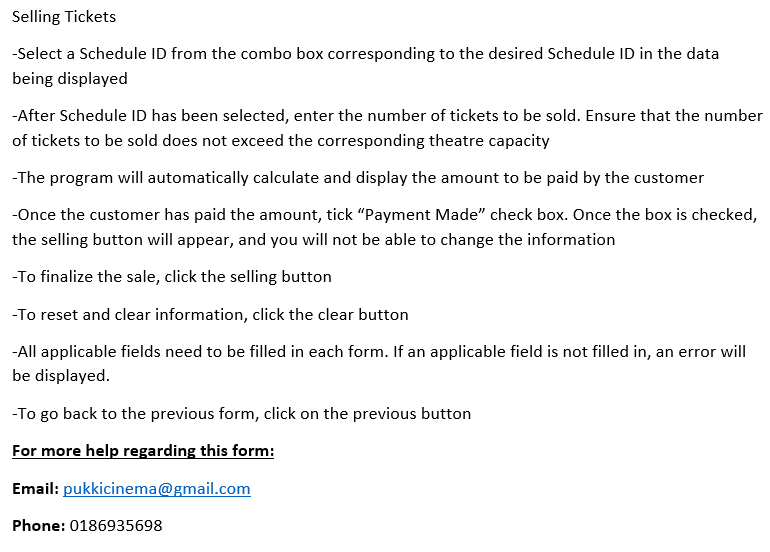 Selling Tickets
-Select a Schedule ID from the combo box corresponding to the desired Schedule ID in the data
being displayed
-After Schedule ID has been selected, enter the number of tickets to be sold. Ensure that the number
of tickets to be sold does not exceed the corresponding theatre capacity
-The program will automatically calculate and display the amount to be paid by the customer
-Once the customer has paid the amount, tick “Payment Made” check box. Once the box is checked,
the selling button will appear, and you will not be able to change the information
-To finalize the sale, click the selling button
-To reset and clear information, click the clear button
-All applicable fields need to be filled in each form. If an applicable field is not filled in, an error will
be displayed.
-To go back to the previous form, click on the previous button
For more help regarding this form:
Email: pukkicinema@gmail.com
Phone: 0186935698